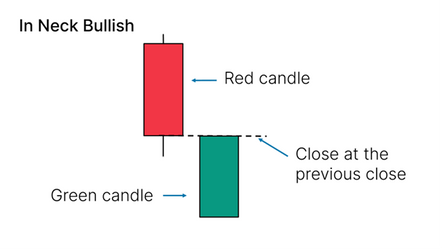 In Neck Bullish
Red candle
Close at the
previous close
Green candle